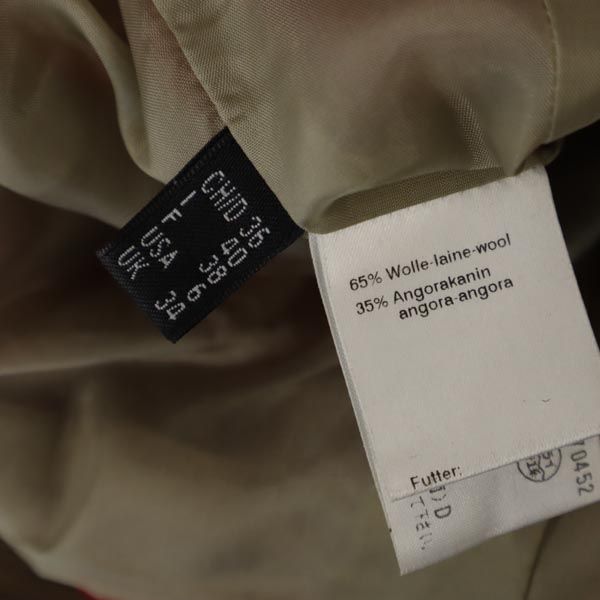 CH/D 36
I 40
F 38
USA 6
UK 34
65% Wolle-laine-wool
35% Angorakanin
angora-angora
Futter:
70452
D